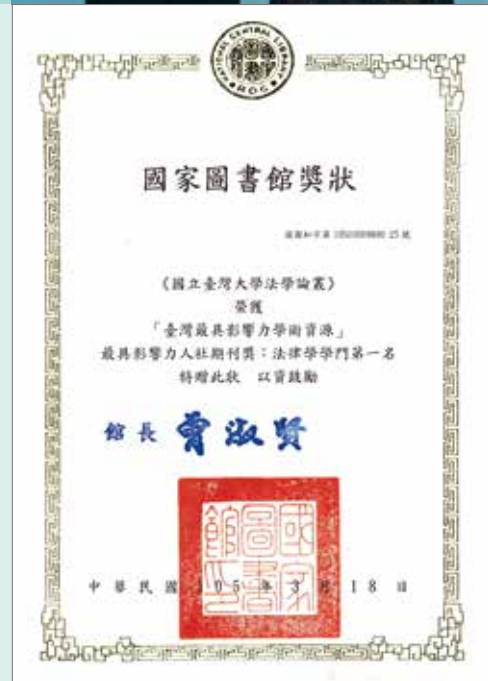 NATIONAL CENTRAL LIBRARY
R.O.C.
國家圖書館獎狀
《國立臺灣大學法學論叢》
榮獲
「臺灣最具影響力學術資源」
最具影響力人社期刊獎：法律學學門第一名
特贈此狀 以資鼓勵
館長 曾淑賢
國家圖書館印
中華民國 105 年 3 月 18 日